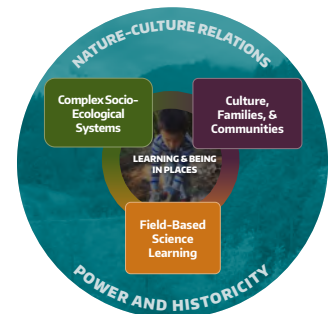 NATURE-CULTURE RELATIONS
Complex Socio-
Ecological
Systems
Culture,
Families, &
Communities
LEARNING & BEING
IN PLACES
Field-Based
Science
Learning
POWER AND HISTORICITY